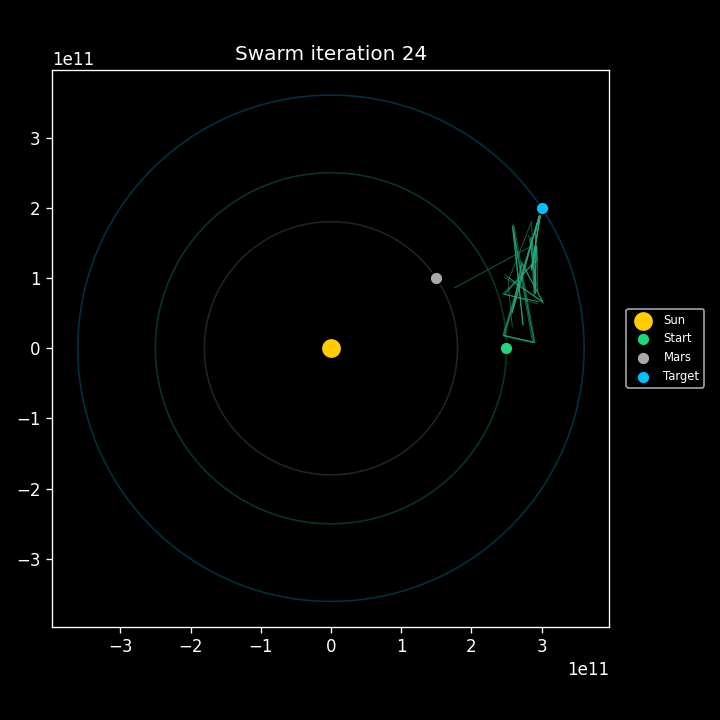 Swarm iteration 24
1e11
3
2
1
0
−1
−2
−3
−3 −2 −1 0 1 2 3
1e11
Sun
Start
Mars
Target